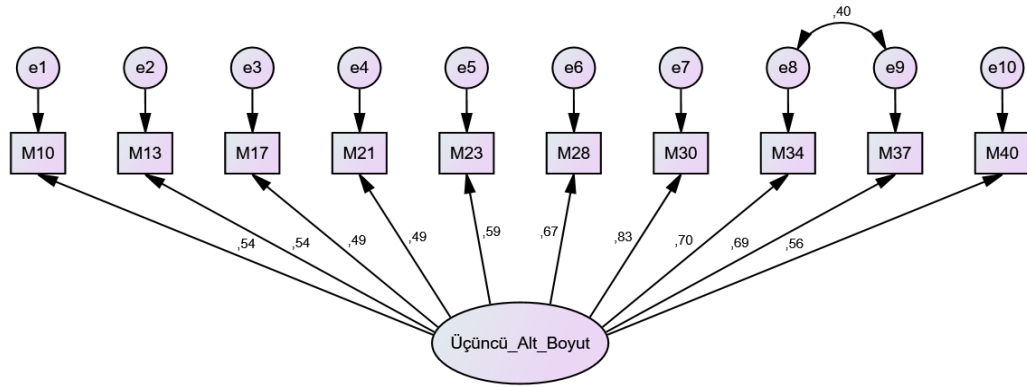 ,40
e1 e2 e3 e4 e5 e6 e7 e8 e9 e10
M10 M13 M17 M21 M23 M28 M30 M34 M37 M40
,54 ,54 ,49 ,49 ,59 ,67 ,83 ,70 ,69 ,56
Üçüncü_Alt_Boyut